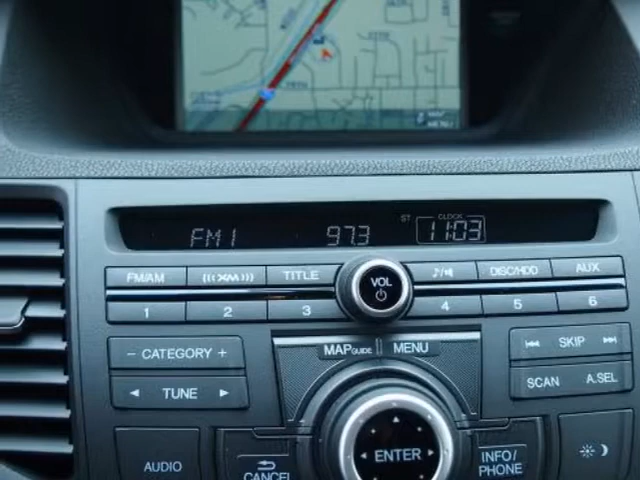 MENU
ST CLOCK
FM1 97.3 11:03
FM/AM (((XM))) TITLE VOL DISC/HDD AUX
1 2 3 4 5 6
MAP GUIDE MENU
- CATEGORY + SKIP
TUNE SCAN A.SEL
ENTER
AUDIO CANCEL INFO/
PHONE